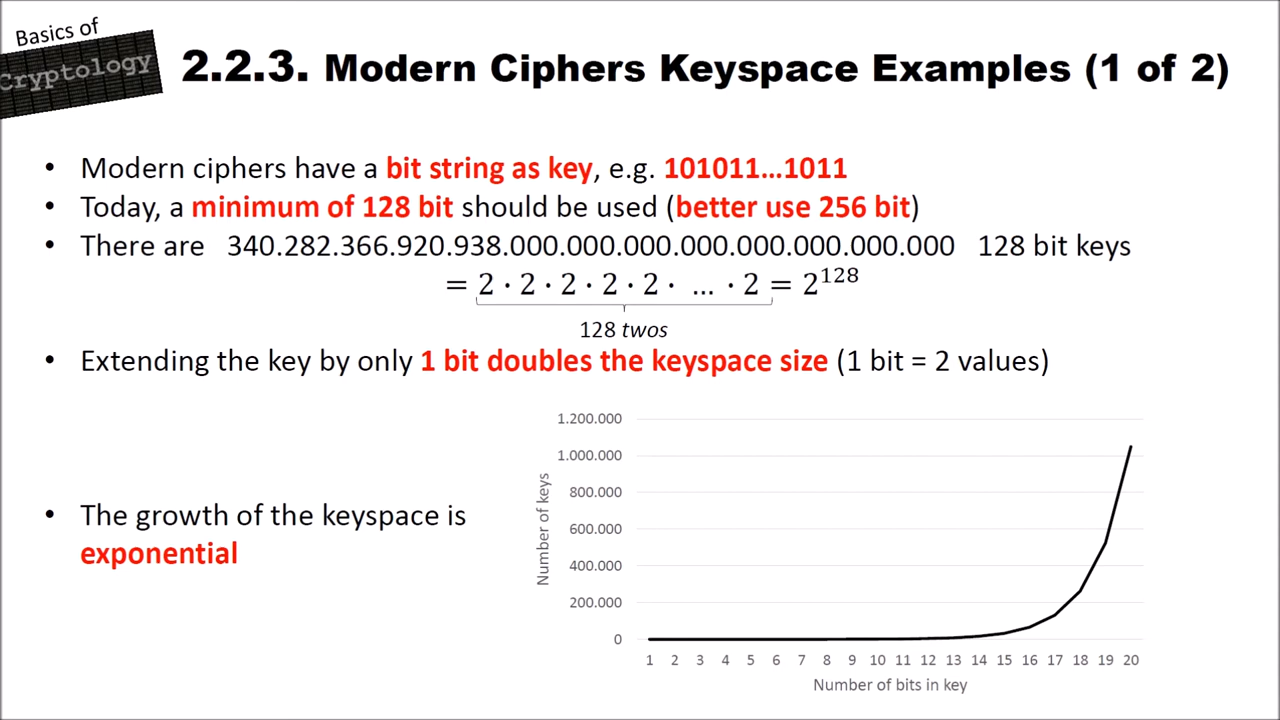 Basics of
Cryptology
2.2.3. Modern Ciphers Keyspace Examples (1 of 2)
• Modern ciphers have a bit string as key, e.g. 101011...1011
• Today, a minimum of 128 bit should be used (better use 256 bit)
• There are 340.282.366.920.938.000.000.000.000.000.000.000.000 128 bit keys
= 2 · 2 · 2 · 2 · 2 · … · 2 = 2¹²⁸
128 twos
• Extending the key by only 1 bit doubles the keyspace size (1 bit = 2 values)
• The growth of the keyspace is
exponential
Number of keys
1.200.000
1.000.000
800.000
600.000
400.000
200.000
0
1 2 3 4 5 6 7 8 9 10 11 12 13 14 15 16 17 18 19 20
Number of bits in key